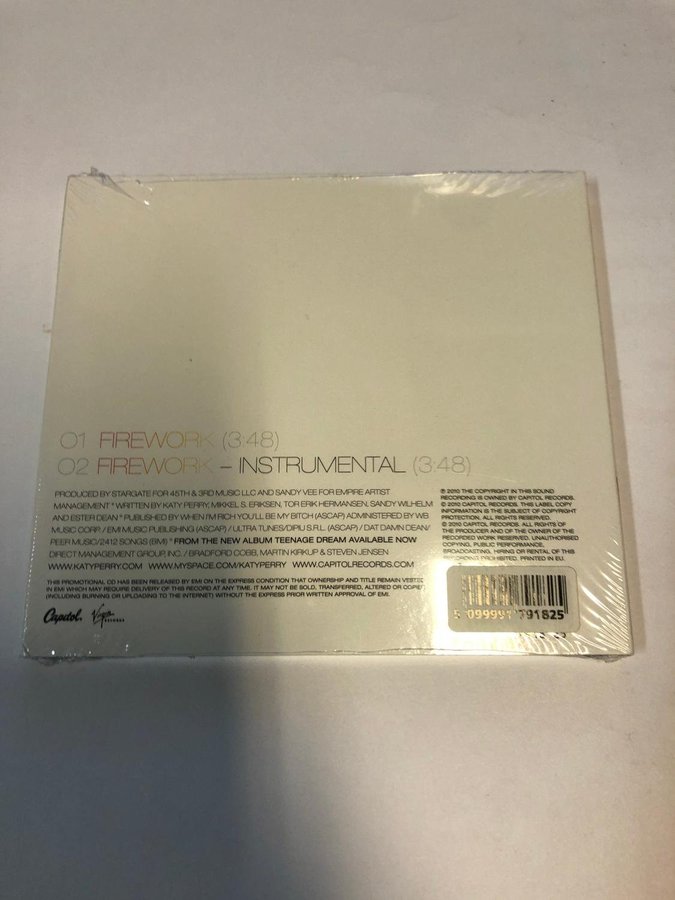 01 FIREWORK (3:48)
02 FIREWORK – INSTRUMENTAL (3:48)
PRODUCED BY STARGATE FOR 45TH & 3RD MUSIC LLC AND SANDY VEE FOR EMPIRE ARTIST
MANAGEMENT * WRITTEN BY KATY PERRY, MIKKEL S. ERIKSEN, TOR ERIK HERMANSEN, SANDY WILHELM
AND ESTER DEAN * PUBLISHED BY WHEN I'M RICH YOU'LL BE MY BITCH (ASCAP) ADMINISTERED BY WB
MUSIC CORP. / EMI MUSIC PUBLISHING (ASCAP) / ULTRA TUNES/DIPIU S.R.L. (ASCAP) / DAT DAMN DEAN/
PEER MUSIC/2412 SONGS (BMI) * FROM THE NEW ALBUM TEENAGE DREAM AVAILABLE NOW
DIRECT MANAGEMENT GROUP, INC. / BRADFORD COBB, MARTIN KIRKUP & STEVEN JENSEN
WWW.KATYPERRY.COM WWW.MYSPACE.COM/KATYPERRY WWW.CAPITOLRECORDS.COM
THIS PROMOTIONAL CD HAS BEEN RELEASED BY EMI ON THE EXPRESS CONDITION THAT OWNERSHIP AND TITLE REMAIN VESTED
IN EMI WHICH MAY REQUIRE DELIVERY OF THIS RECORD AT ANY TIME. IT MAY NOT BE SOLD, TRANSFERRED, ALTERED OR COPIED
(INCLUDING BURNING OR UPLOADING TO THE INTERNET) WITHOUT THE EXPRESS PRIOR WRITTEN APPROVAL OF EMI.
Capitol. Virgin RECORDS
℗ 2010 THE COPYRIGHT IN THIS SOUND
RECORDING IS OWNED BY CAPITOL RECORDS.
© 2010 CAPITOL RECORDS. THIS LABEL COPY
INFORMATION IS THE SUBJECT OF COPYRIGHT
PROTECTION. ALL RIGHTS RESERVED.
© 2010 CAPITOL RECORDS. ALL RIGHTS OF
THE PRODUCER AND OF THE OWNER OF THE
RECORDED WORK RESERVED. UNAUTHORISED
COPYING, PUBLIC PERFORMANCE,
BROADCASTING, HIRING OR RENTAL OF THIS
RECORDING PROHIBITED. PRINTED IN EU.
5 099991 791825